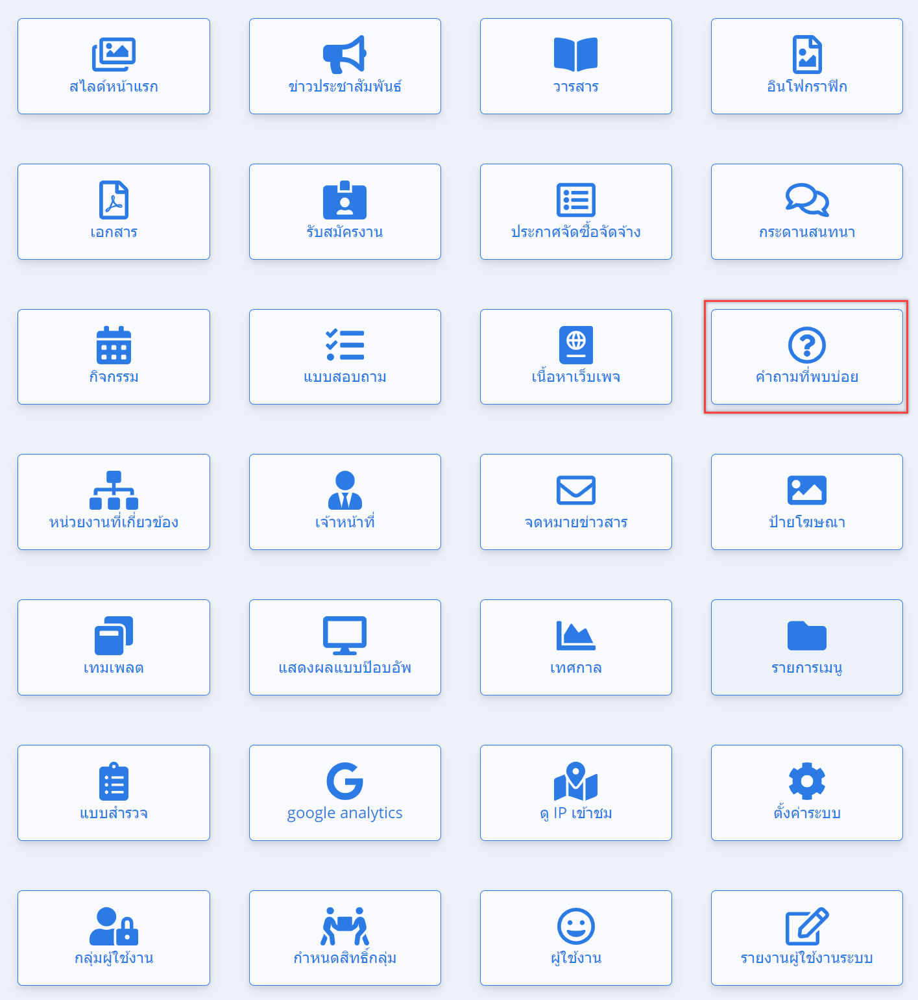 สไลด์หน้าแรก
ข่าวประชาสัมพันธ์
วารสาร
อินโฟกราฟิก
เอกสาร
รับสมัครงาน
ประกาศจัดซื้อจัดจ้าง
กระดานสนทนา
กิจกรรม
แบบสอบถาม
เนื้อหาเว็บเพจ
คำถามที่พบบ่อย
หน่วยงานที่เกี่ยวข้อง
เจ้าหน้าที่
จดหมายข่าวสาร
ป้ายโฆษณา
เทมเพลต
แสดงผลแบบป๊อบอัพ
เทศกาล
รายการเมนู
แบบสำรวจ
google analytics
ดู IP เข้าชม
ตั้งค่าระบบ
กลุ่มผู้ใช้งาน
กำหนดสิทธิ์กลุ่ม
ผู้ใช้งาน
รายงานผู้ใช้งานระบบ